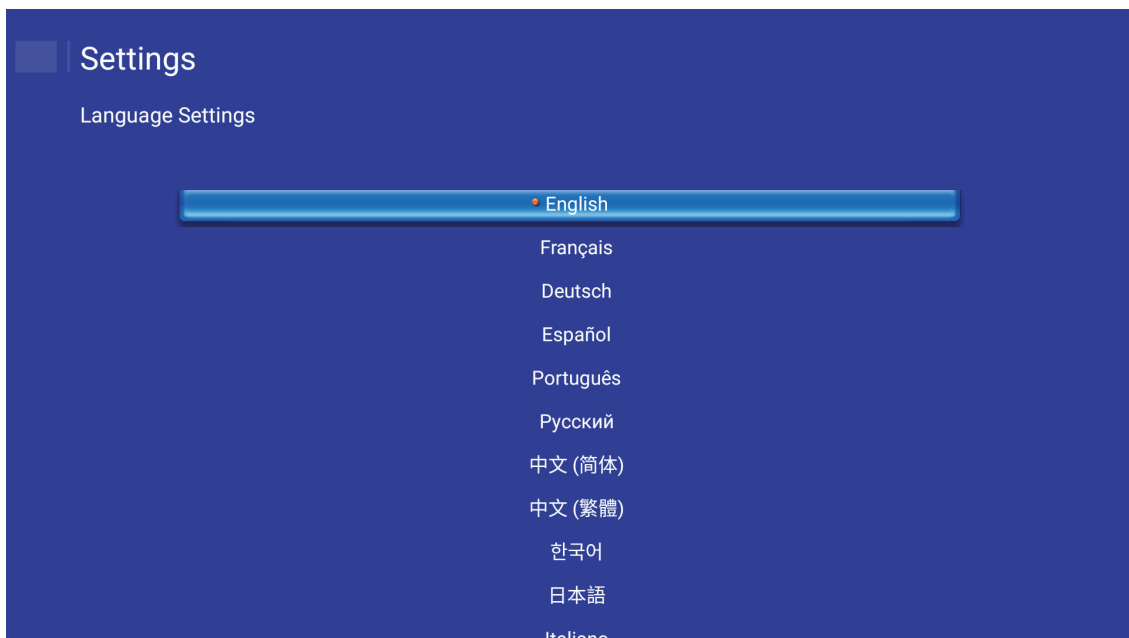 Settings
Language Settings
English
Français
Deutsch
Español
Português
Русский
中文 (简体)
中文 (繁體)
한국어
日本語
Italiano